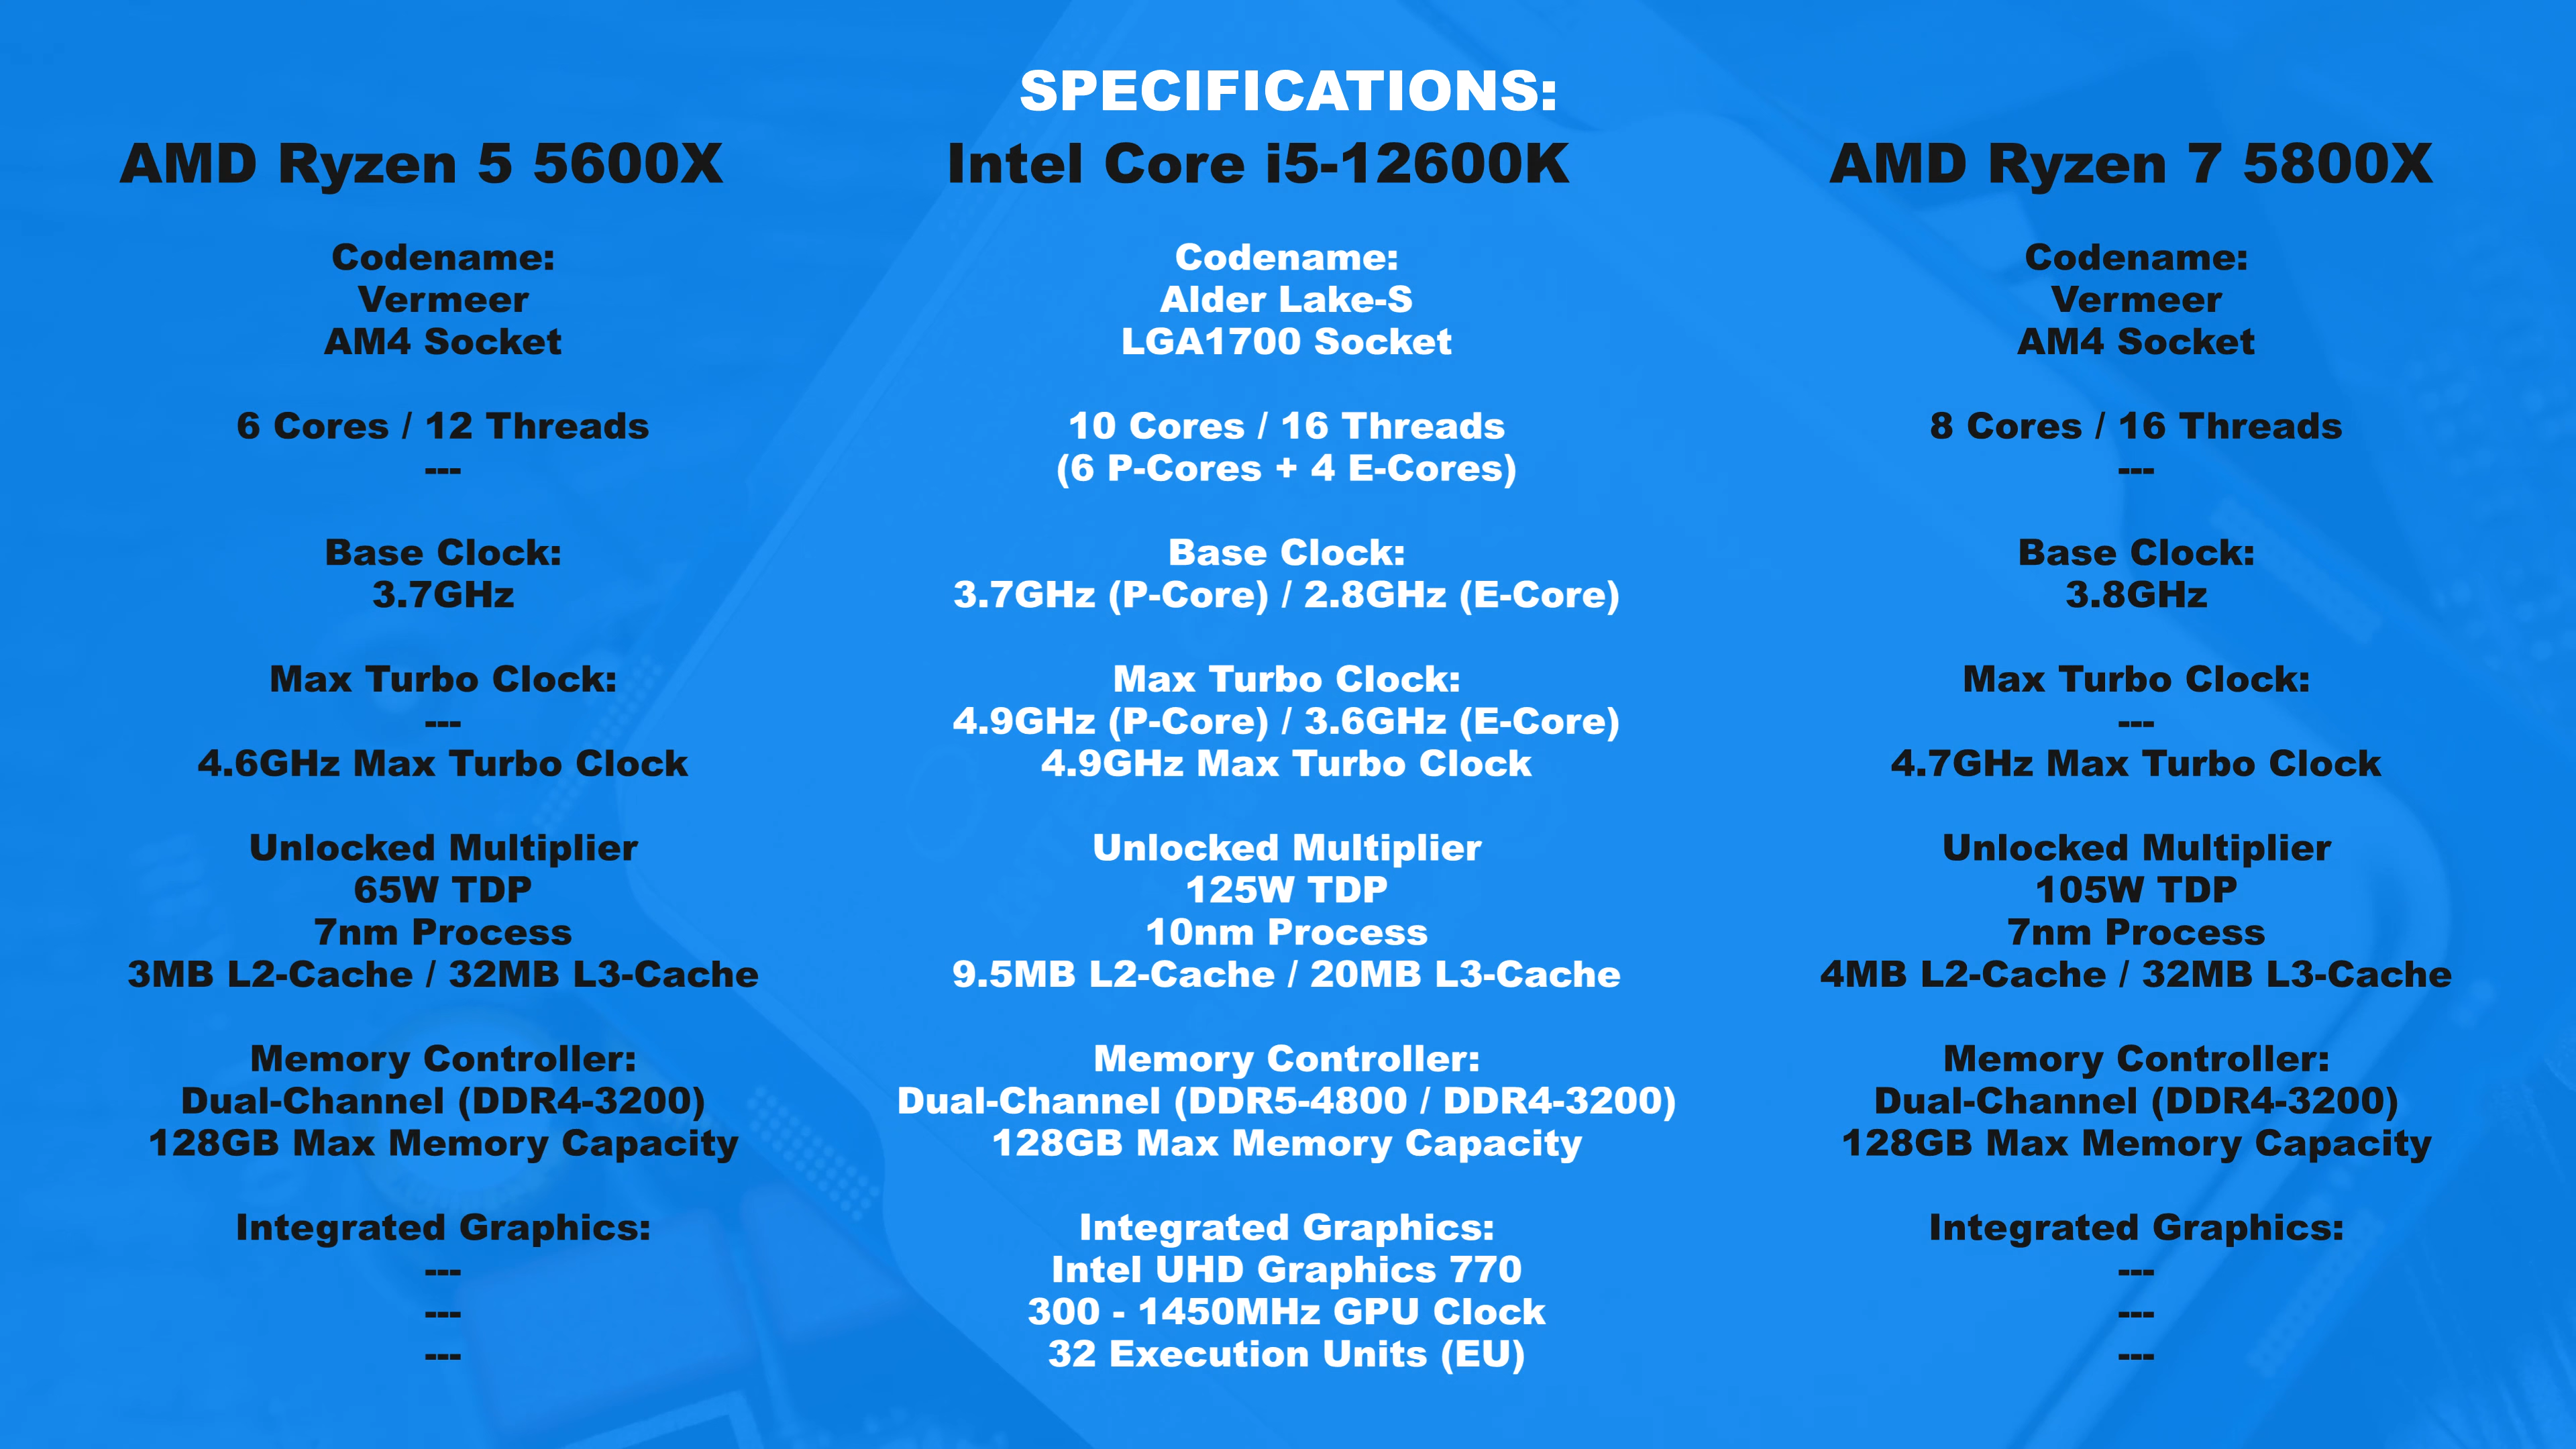 SPECIFICATIONS:
AMD Ryzen 5 5600X
Codename:
Vermeer
AM4 Socket
6 Cores / 12 Threads
---
Base Clock:
3.7GHz
Max Turbo Clock:
---
4.6GHz Max Turbo Clock
Unlocked Multiplier
65W TDP
7nm Process
3MB L2-Cache / 32MB L3-Cache
Memory Controller:
Dual-Channel (DDR4-3200)
128GB Max Memory Capacity
Integrated Graphics:
---
---
---
Intel Core i5-12600K
Codename:
Alder Lake-S
LGA1700 Socket
10 Cores / 16 Threads
(6 P-Cores + 4 E-Cores)
Base Clock:
3.7GHz (P-Core) / 2.8GHz (E-Core)
Max Turbo Clock:
4.9GHz (P-Core) / 3.6GHz (E-Core)
4.9GHz Max Turbo Clock
Unlocked Multiplier
125W TDP
10nm Process
9.5MB L2-Cache / 20MB L3-Cache
Memory Controller:
Dual-Channel (DDR5-4800 / DDR4-3200)
128GB Max Memory Capacity
Integrated Graphics:
Intel UHD Graphics 770
300 - 1450MHz GPU Clock
32 Execution Units (EU)
AMD Ryzen 7 5800X
Codename:
Vermeer
AM4 Socket
8 Cores / 16 Threads
---
Base Clock:
3.8GHz
Max Turbo Clock:
---
4.7GHz Max Turbo Clock
Unlocked Multiplier
105W TDP
7nm Process
4MB L2-Cache / 32MB L3-Cache
Memory Controller:
Dual-Channel (DDR4-3200)
128GB Max Memory Capacity
Integrated Graphics:
---
---
---